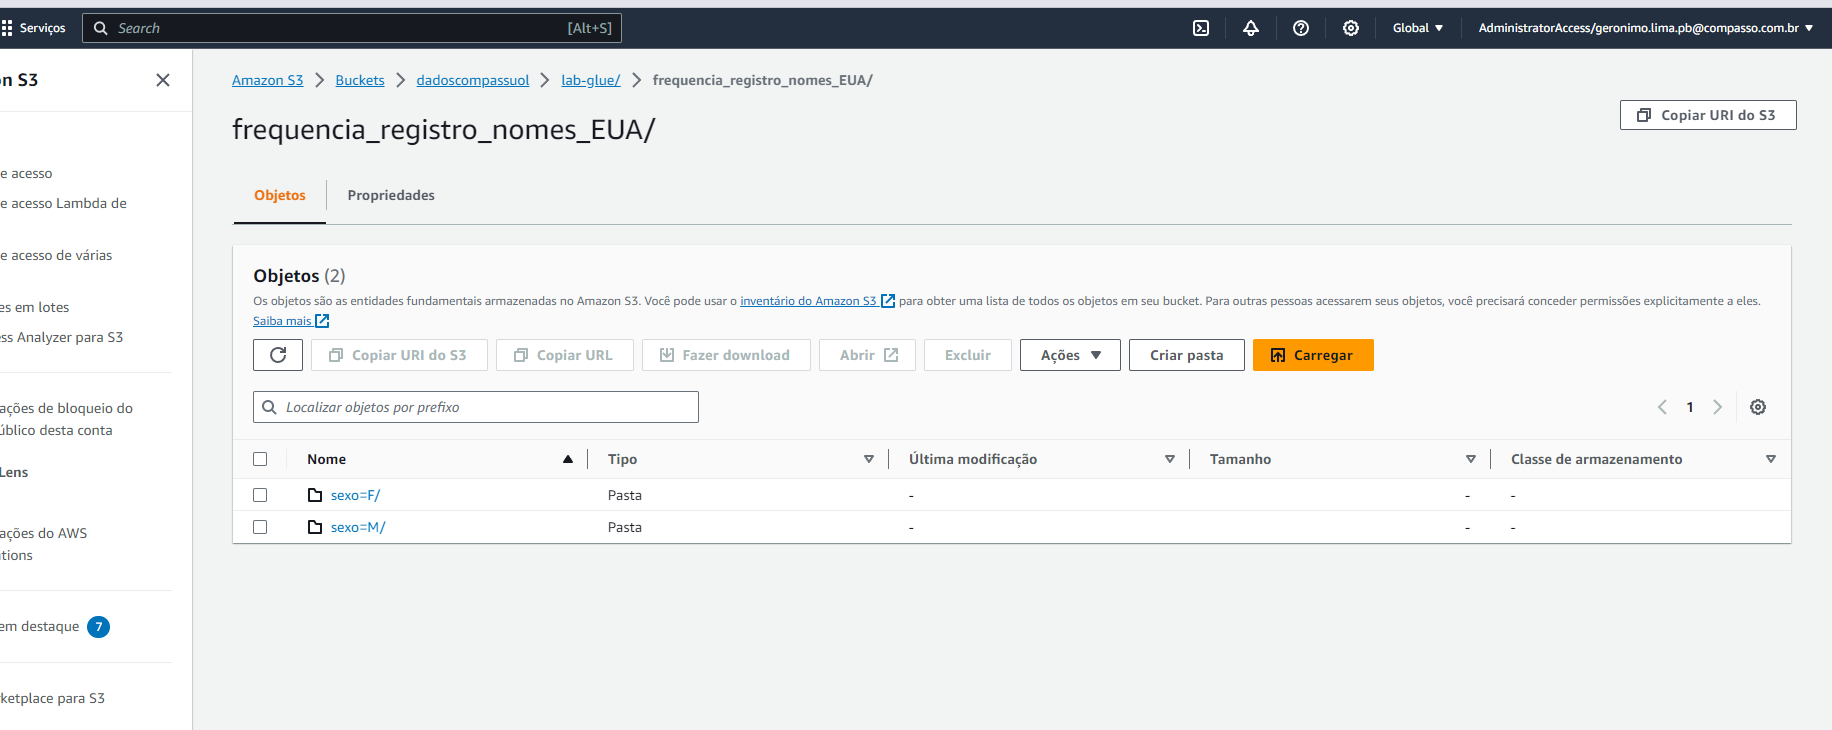 Serviços
Search
[Alt+S]
Global
AdministratorAccess/geronimo.lima.pb@compasso.com.br
on S3
e acesso
e acesso Lambda de
e acesso de várias
es em lotes
ess Analyzer para S3
ações de bloqueio do
úblico desta conta
Lens
ações do AWS
utions
em destaque 7
ketplace para S3
Amazon S3 > Buckets > dadoscompassuol > lab-glue/ > frequencia_registro_nomes_EUA/
frequencia_registro_nomes_EUA/
Copiar URI do S3
Objetos
Propriedades
Objetos (2)
Os objetos são as entidades fundamentais armazenadas no Amazon S3. Você pode usar o inventário do Amazon S3 para obter uma lista de todos os objetos em seu bucket. Para outras pessoas acessarem seus objetos, você precisará conceder permissões explicitamente a eles.
Saiba mais
Copiar URI do S3
Copiar URL
Fazer download
Abrir
Excluir
Ações
Criar pasta
Carregar
Localizar objetos por prefixo
1
Nome Tipo Última modificação Tamanho Classe de armazenamento
sexo=F/ Pasta - - -
sexo=M/ Pasta - - -